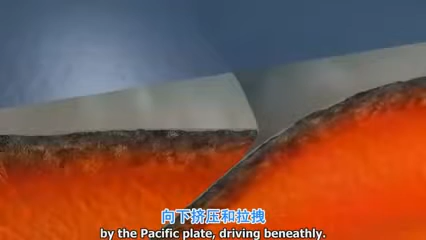 向下挤压和拉拽
by the Pacific plate, driving beneathly.